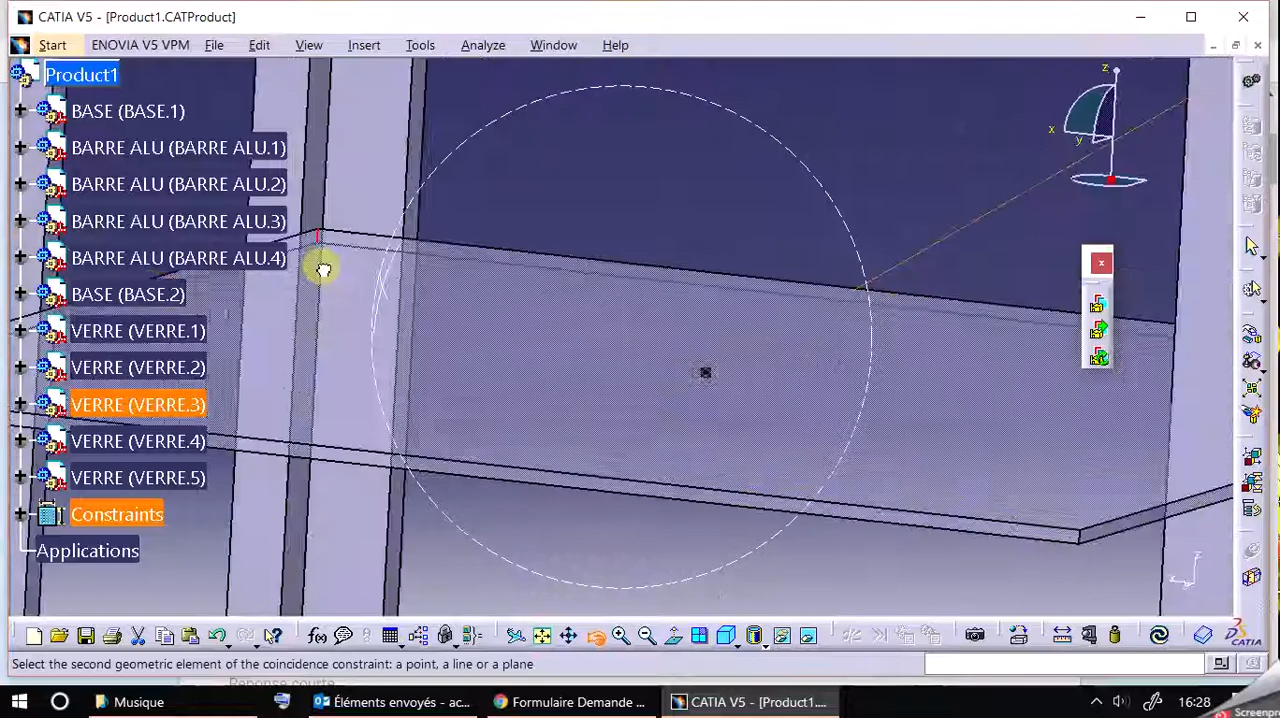 CATIA V5 - [Product1.CATProduct]
Start ENOVIA V5 VPM File Edit View Insert Tools Analyze Window Help
Product1
BASE (BASE.1)
BARRE ALU (BARRE ALU.1)
BARRE ALU (BARRE ALU.2)
BARRE ALU (BARRE ALU.3)
BARRE ALU (BARRE ALU.4)
BASE (BASE.2)
VERRE (VERRE.1)
VERRE (VERRE.2)
VERRE (VERRE.3)
VERRE (VERRE.4)
VERRE (VERRE.5)
Constraints
Applications
z
x
y
x
z
f(x)
CATIA
Select the second geometric element of the coincidence constraint: a point, a line or a plane
Réponse courte
Musique
Éléments envoyés - ac...
Formulaire Demande ...
CATIA V5 - [Product1....
16:28
Screenpr